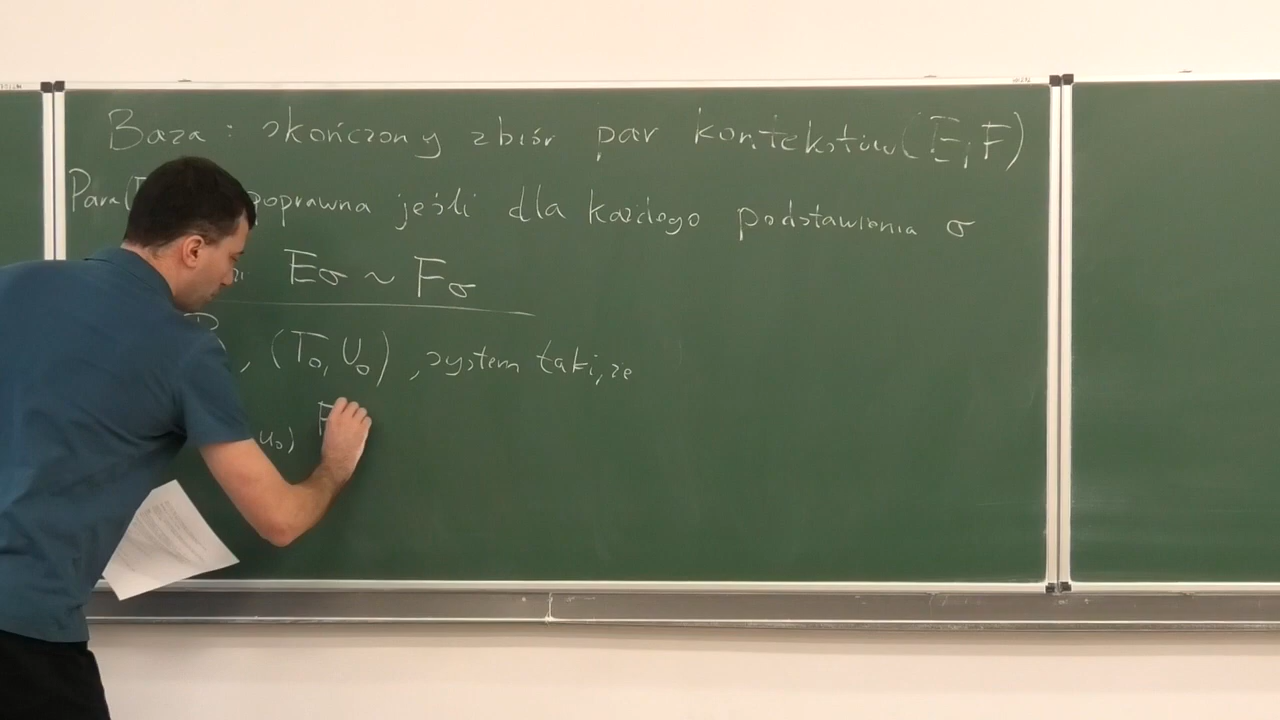 Baza: skończony zbiór par kontekstów (E, F)
Para ( poprawna jeśli dla każdego podstawienia σ
Eσ ~ Fσ
, (T₀, U₀), system taki, że
u₀) F